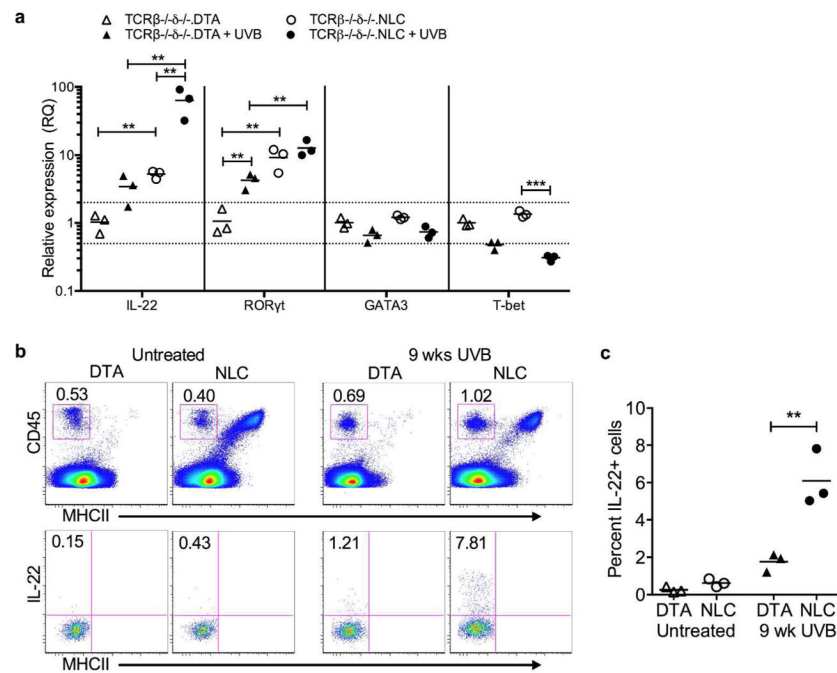 a
TCRβ-/-δ-/-.DTA
TCRβ-/-δ-/-.NLC
TCRβ-/-δ-/-.DTA + UVB
TCRβ-/-δ-/-.NLC + UVB
Relative expression (RQ)
100
10
1
0.1
**
**
**
**
**
**
***
IL-22
RORγt
GATA3
T-bet
b
Untreated
9 wks UVB
DTA
NLC
DTA
NLC
CD45
0.53
0.40
0.69
1.02
MHCII
IL-22
0.15
0.43
1.21
7.81
MHCII
c
Percent IL-22+ cells
10
8
6
4
2
0
**
DTA NLC DTA NLC
Untreated 9 wk UVB